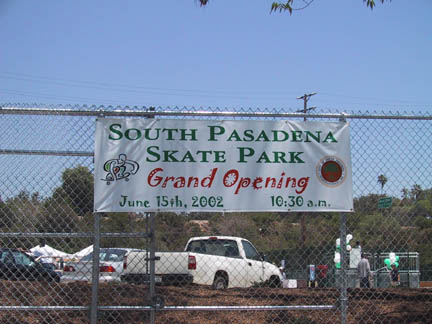 South Pasadena
Skate Park
Grand Opening
June 15th, 2002 10:30 a.m.